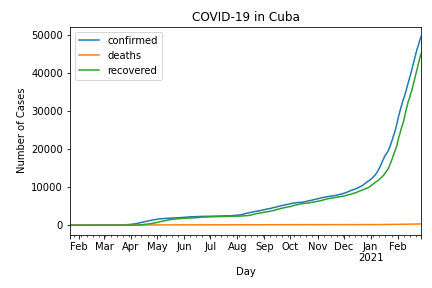 COVID-19 in Cuba
confirmed
deaths
recovered
Number of Cases
50000
40000
30000
20000
10000
0
Feb Mar Apr May Jun Jul Aug Sep Oct Nov Dec Jan Feb
2021
Day